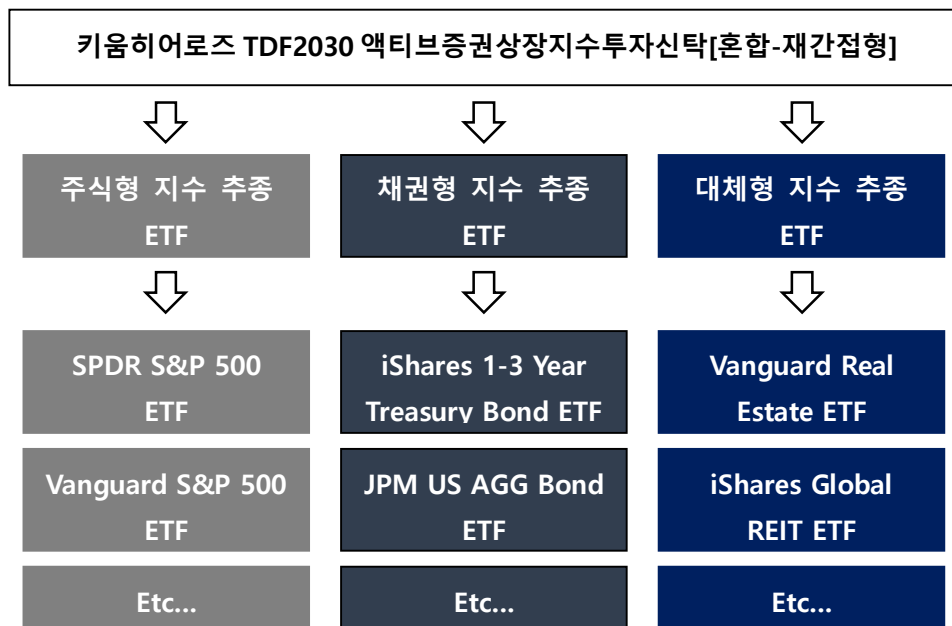 키움히어로즈 TDF2030 액티브증권상장지수투자신탁[혼합-재간접형]
주식형 지수 추종
ETF
채권형 지수 추종
ETF
대체형 지수 추종
ETF
SPDR S&P 500
ETF
iShares 1-3 Year
Treasury Bond ETF
Vanguard Real
Estate ETF
Vanguard S&P 500
ETF
JPM US AGG Bond
ETF
iShares Global
REIT ETF
Etc...
Etc...
Etc...